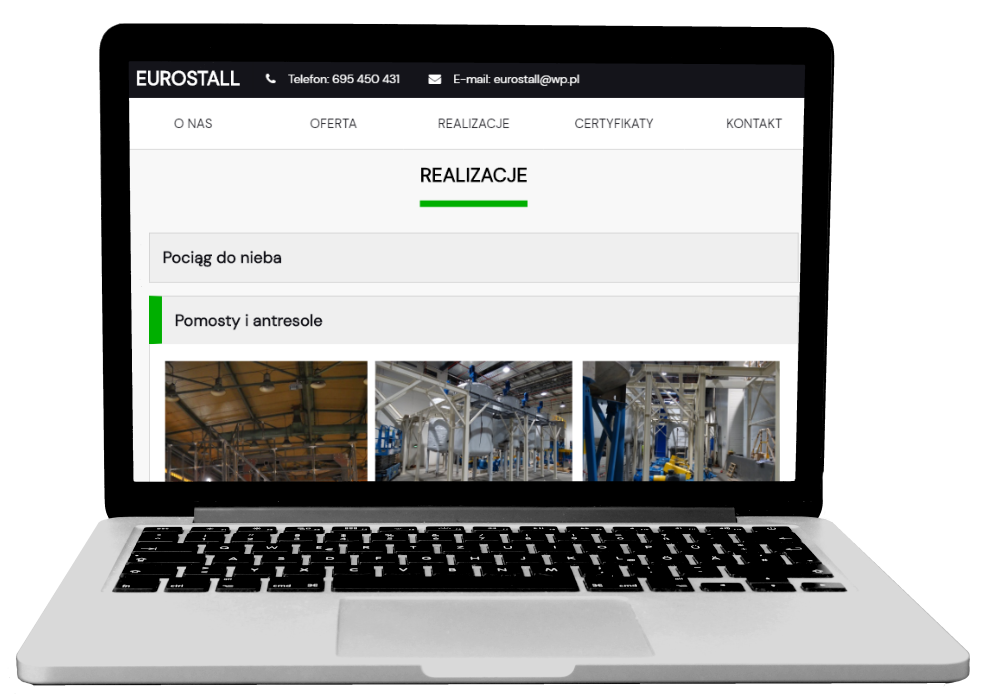 EUROSTALL Telefon: 695 450 431 E-mail: eurostall@wp.pl
O NAS OFERTA REALIZACJE CERTYFIKATY KONTAKT
REALIZACJE
Pociąg do nieba
Pomosty i antresole